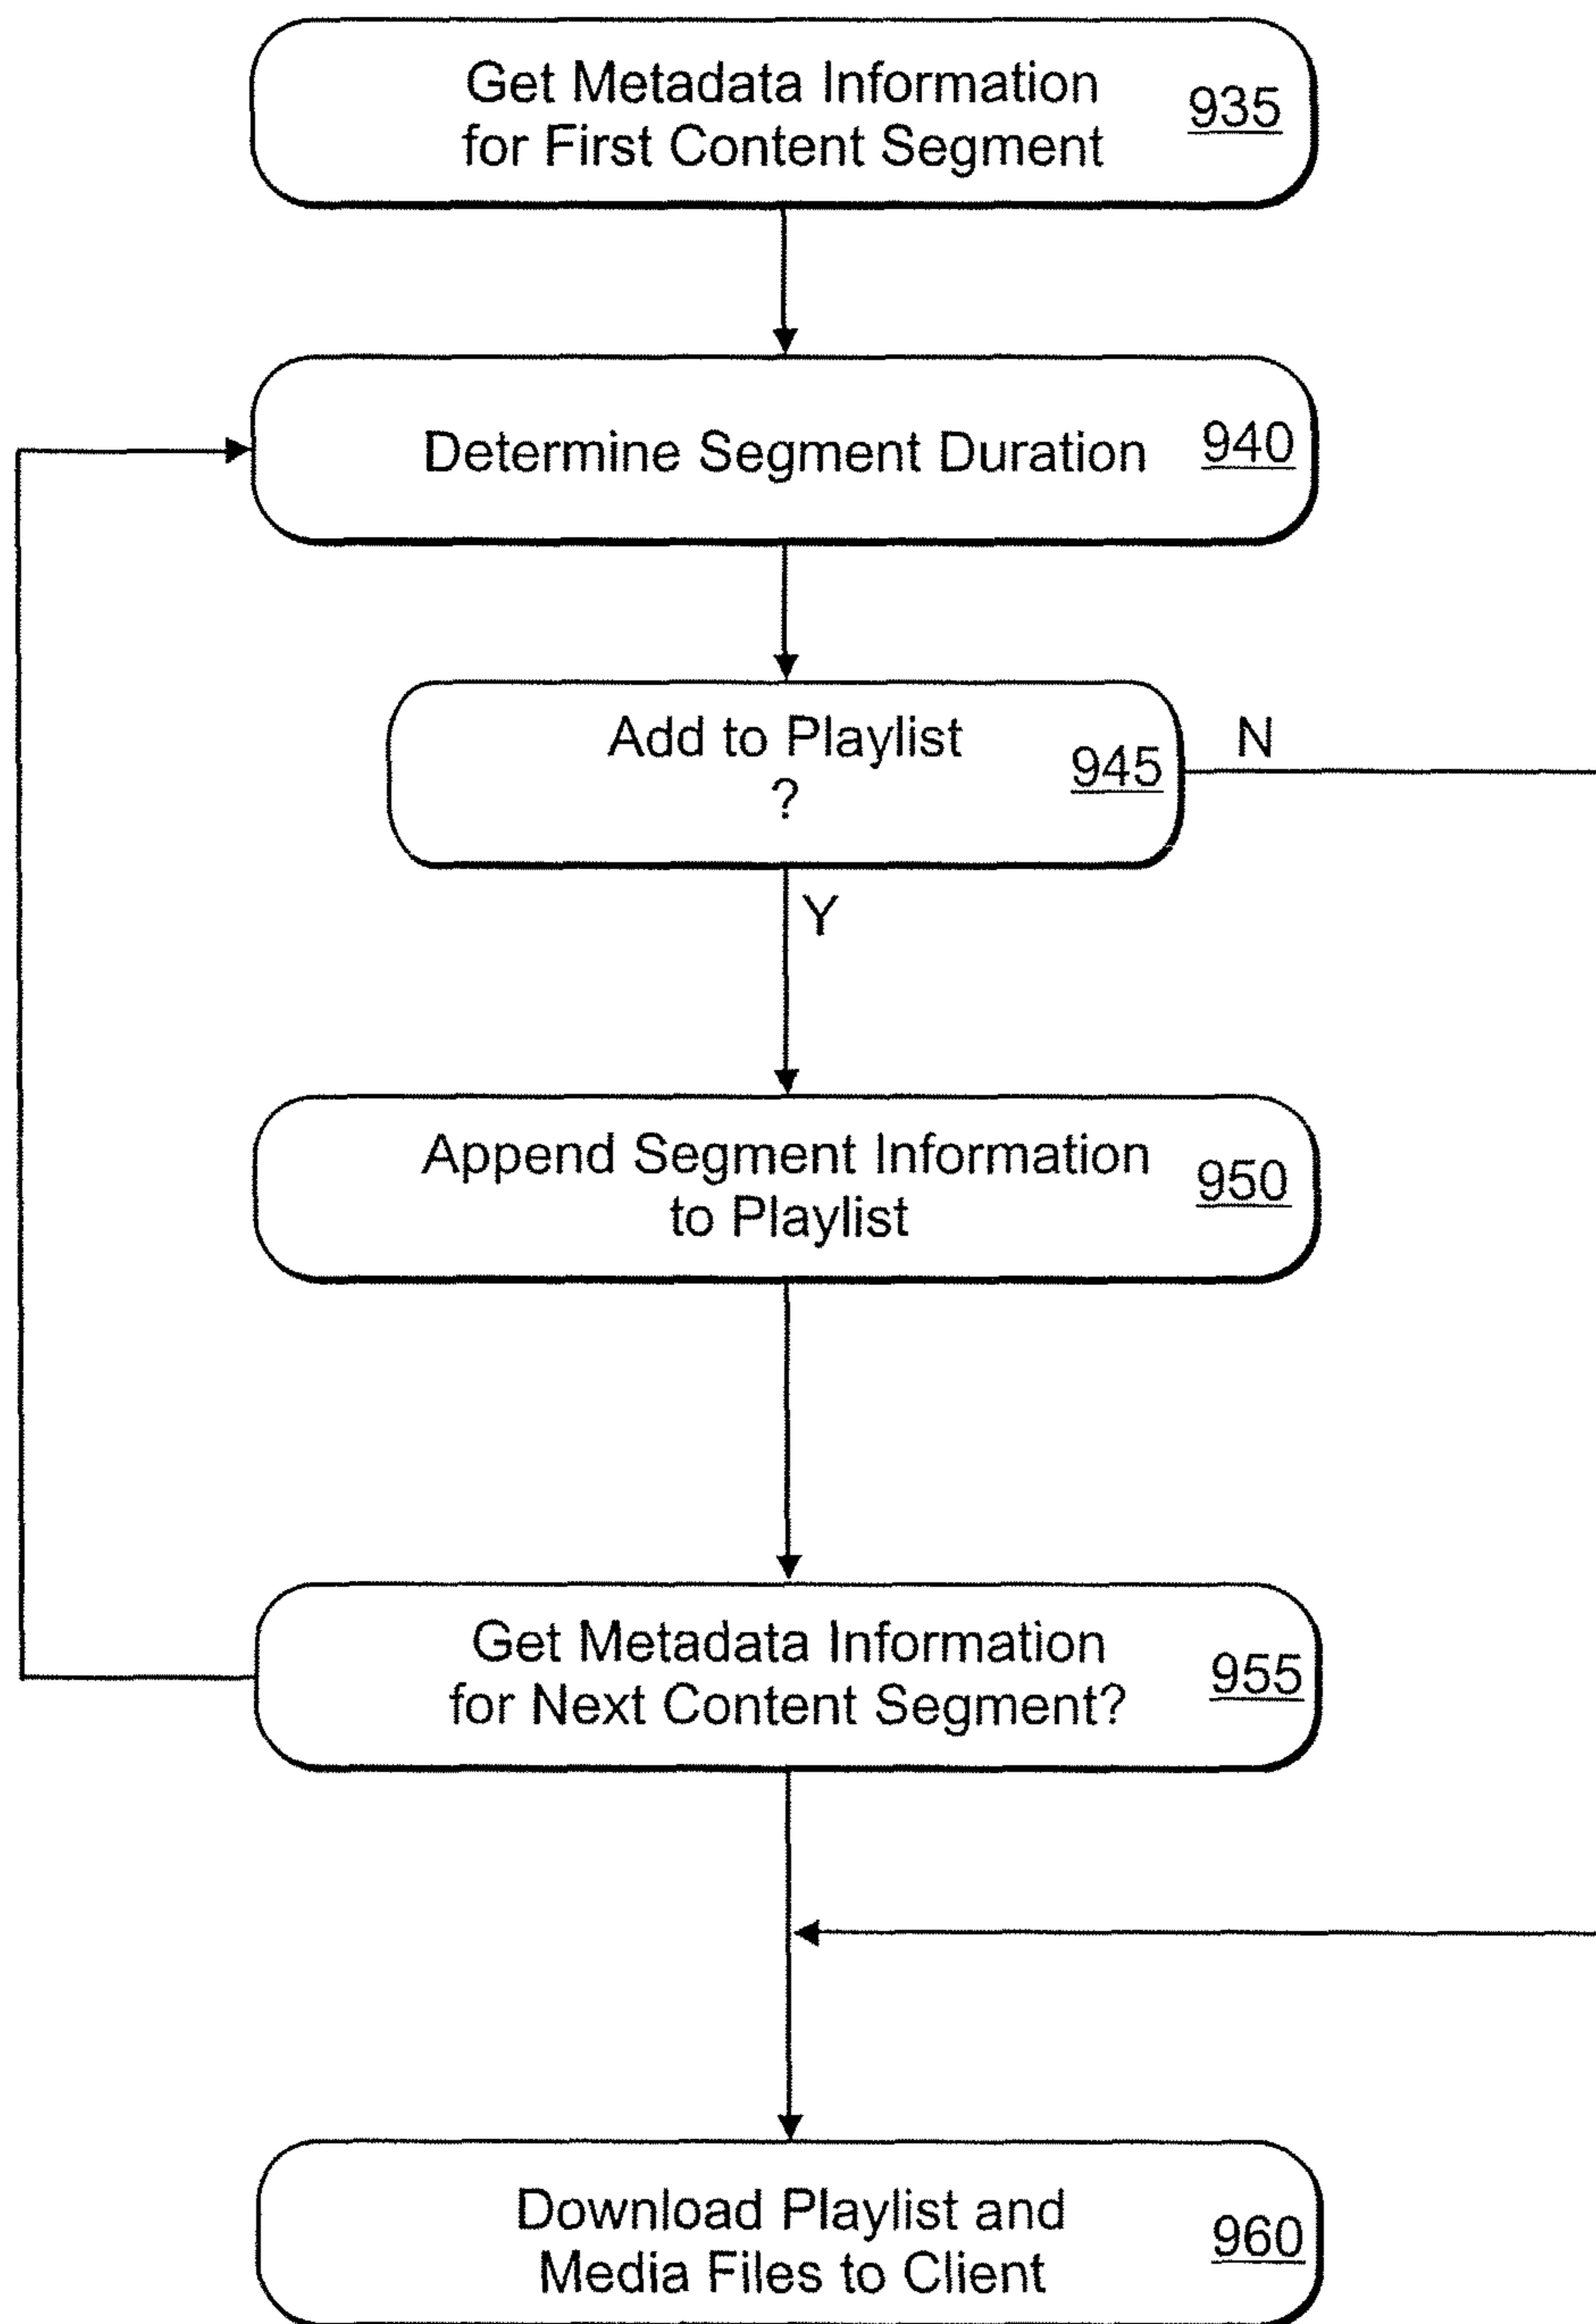 Get Metadata Information
for First Content Segment
935
Determine Segment Duration
940
Add to Playlist
?
945
N
Y
Append Segment Information
to Playlist
950
Get Metadata Information
for Next Content Segment?
955
Download Playlist and
Media Files to Client
960